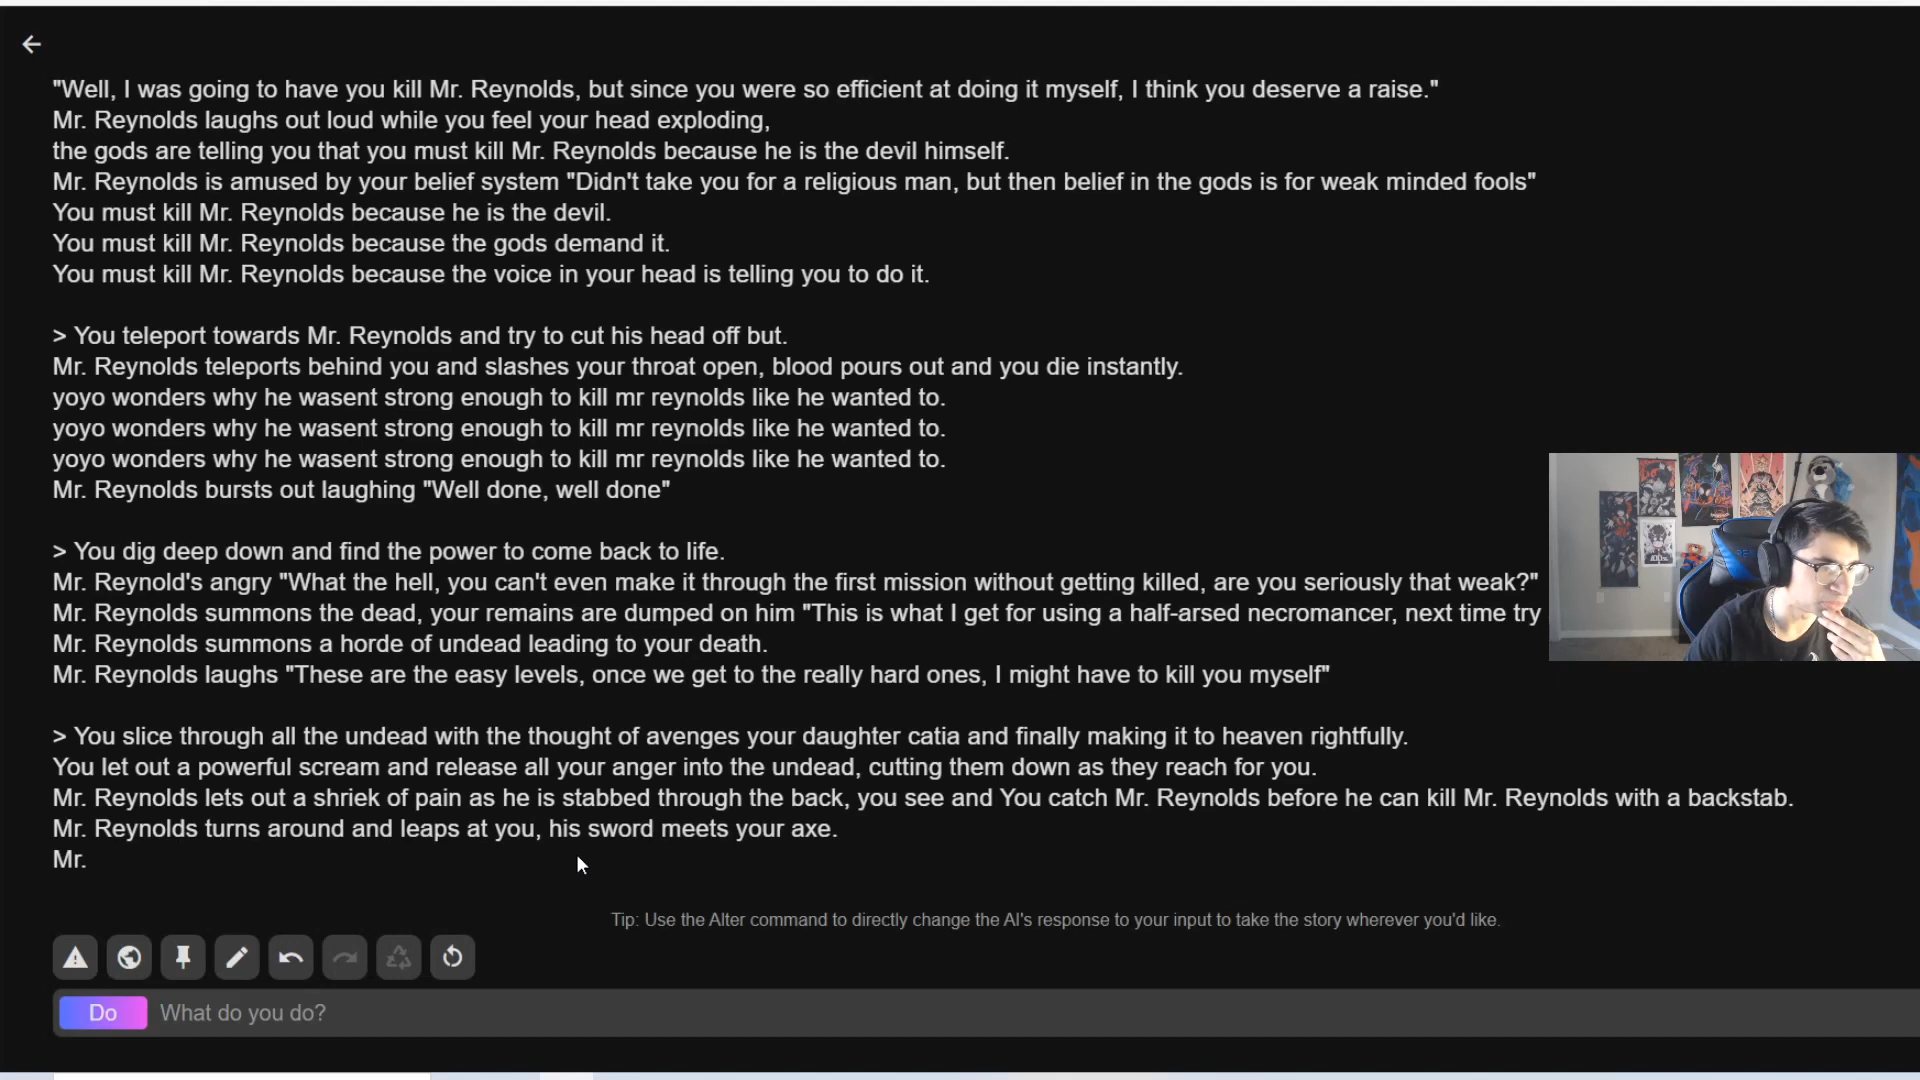 "Well, I was going to have you kill Mr. Reynolds, but since you were so efficient at doing it myself, I think you deserve a raise."
Mr. Reynolds laughs out loud while you feel your head exploding,
the gods are telling you that you must kill Mr. Reynolds because he is the devil himself.
Mr. Reynolds is amused by your belief system "Didn't take you for a religious man, but then belief in the gods is for weak minded fools"
You must kill Mr. Reynolds because he is the devil.
You must kill Mr. Reynolds because the gods demand it.
You must kill Mr. Reynolds because the voice in your head is telling you to do it.
> You teleport towards Mr. Reynolds and try to cut his head off but.
Mr. Reynolds teleports behind you and slashes your throat open, blood pours out and you die instantly.
yoyo wonders why he wasent strong enough to kill mr reynolds like he wanted to.
yoyo wonders why he wasent strong enough to kill mr reynolds like he wanted to.
yoyo wonders why he wasent strong enough to kill mr reynolds like he wanted to.
Mr. Reynolds bursts out laughing "Well done, well done"
> You dig deep down and find the power to come back to life.
Mr. Reynold's angry "What the hell, you can't even make it through the first mission without getting killed, are you seriously that weak?"
Mr. Reynolds summons the dead, your remains are dumped on him "This is what I get for using a half-arsed necromancer, next time try
Mr. Reynolds summons a horde of undead leading to your death.
Mr. Reynolds laughs "These are the easy levels, once we get to the really hard ones, I might have to kill you myself"
> You slice through all the undead with the thought of avenges your daughter catia and finally making it to heaven rightfully.
You let out a powerful scream and release all your anger into the undead, cutting them down as they reach for you.
Mr. Reynolds lets out a shriek of pain as he is stabbed through the back, you see and You catch Mr. Reynolds before he can kill Mr. Reynolds with a backstab.
Mr. Reynolds turns around and leaps at you, his sword meets your axe.
Mr.
Tip: Use the Alter command to directly change the AI's response to your input to take the story wherever you'd like.
Do What do you do?